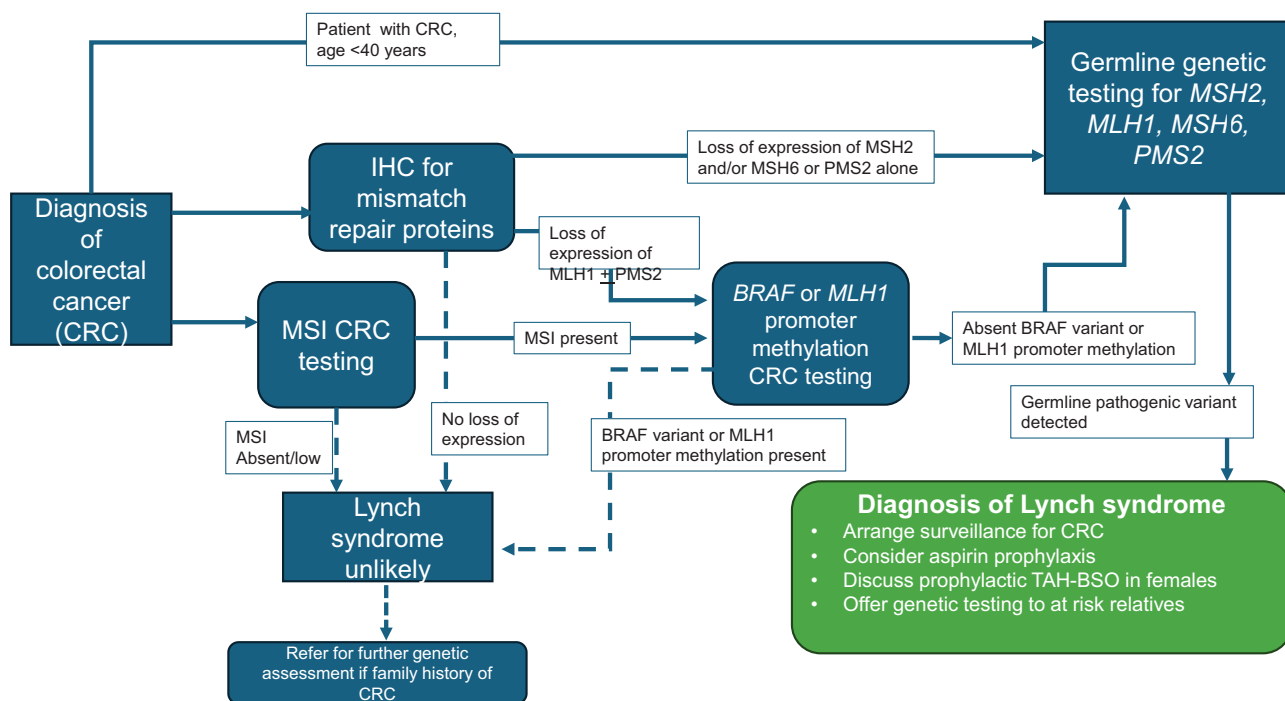 Patient with CRC,
age <40 years
Germline genetic
testing for MSH2,
MLH1, MSH6,
PMS2
IHC for
mismatch
repair proteins
Loss of expression of MSH2
and/or MSH6 or PMS2 alone
Diagnosis
of
colorectal
cancer
(CRC)
Loss of
expression of
MLH1 + PMS2
BRAF or MLH1
promoter
methylation
CRC testing
MSI CRC
testing
MSI present
Absent BRAF variant or
MLH1 promoter methylation
MSI
Absent/low
No loss of
expression
BRAF variant or MLH1
promoter methylation present
Germline pathogenic variant
detected
Lynch
syndrome
unlikely
Diagnosis of Lynch syndrome
• Arrange surveillance for CRC
• Consider aspirin prophylaxis
• Discuss prophylactic TAH-BSO in females
• Offer genetic testing to at risk relatives
Refer for further genetic
assessment if family history of
CRC